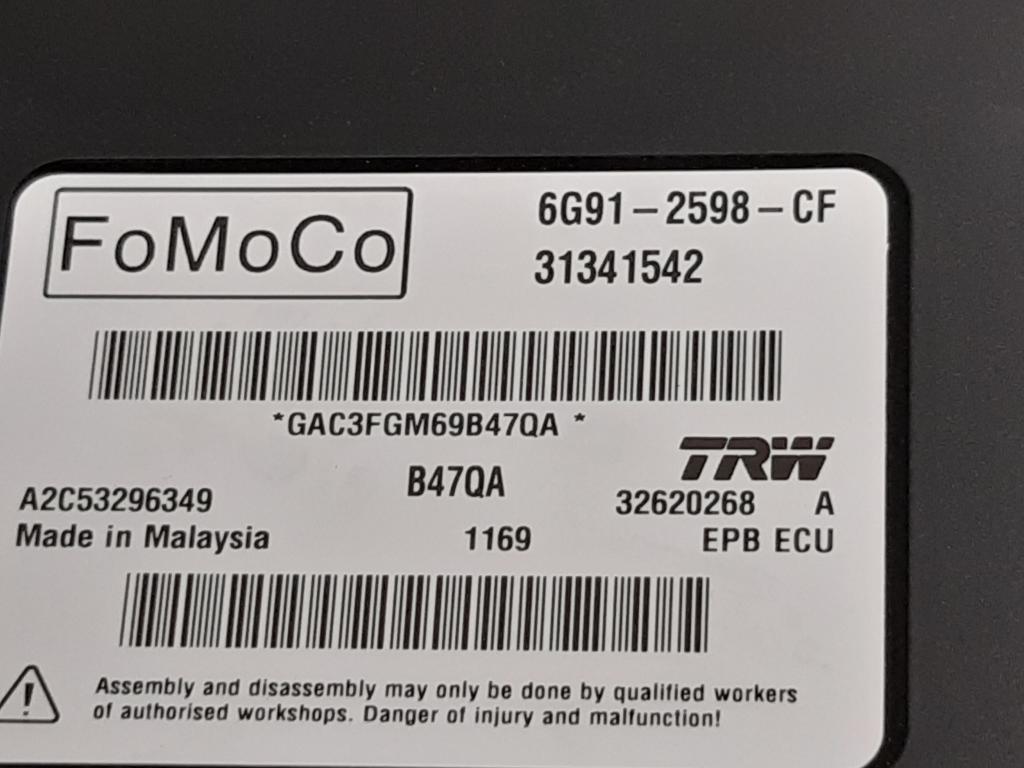 FoMoCo
6G91-2598-CF
31341542
*GAC3FGM69B47QA *
TRW
B47QA
A2C53296349
32620268 A
Made in Malaysia
1169
EPB ECU
Assembly and disassembly may only be done by qualified workers
of authorised workshops. Danger of injury and malfunction!